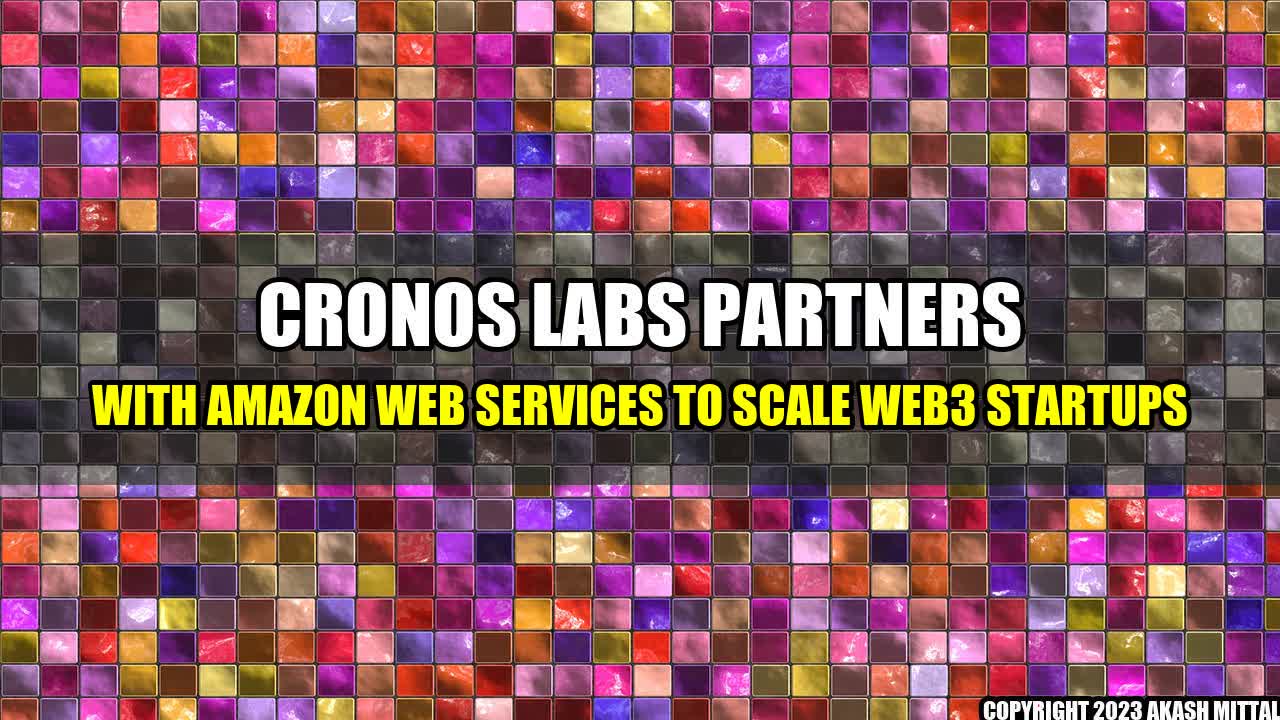 CRONOS LABS PARTNERS
WITH AMAZON WEB SERVICES TO SCALE WEB3 STARTUPS
COPYRIGHT 2023 AKASH MITTAL